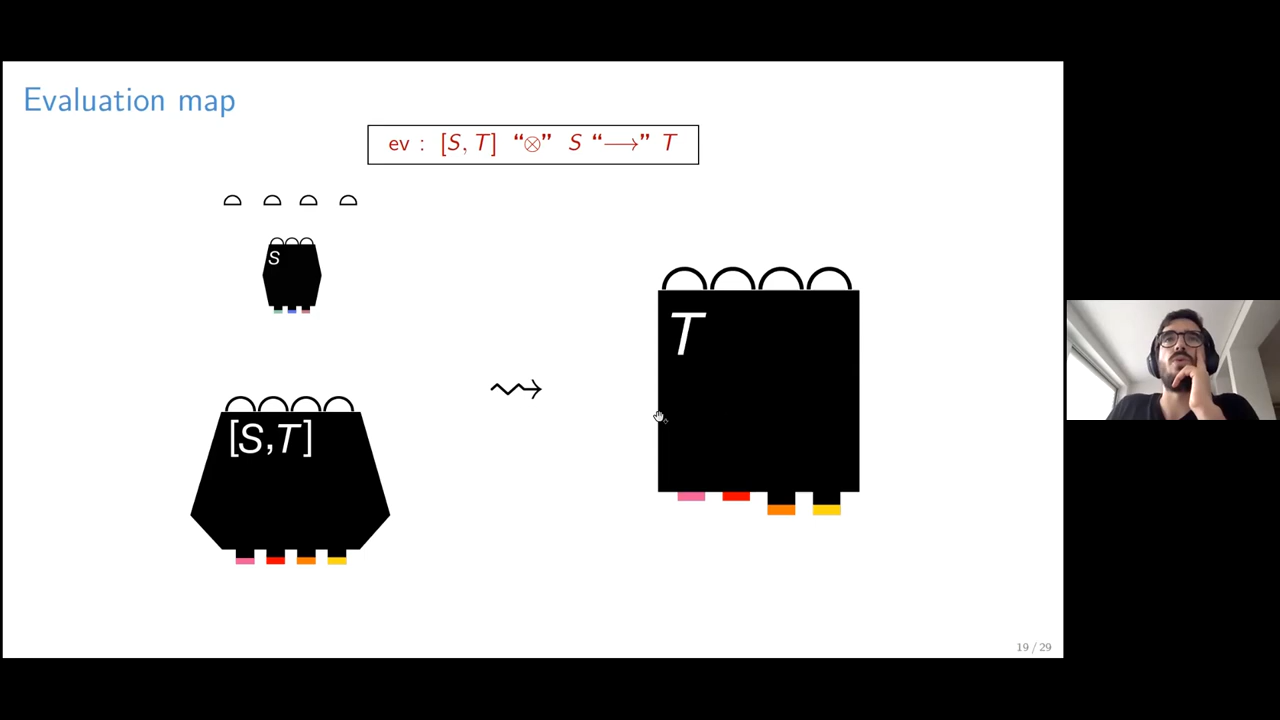 Evaluation map
ev : [S, T] “⊗” S “⟶” T
S
[S,T]
T
19 / 29